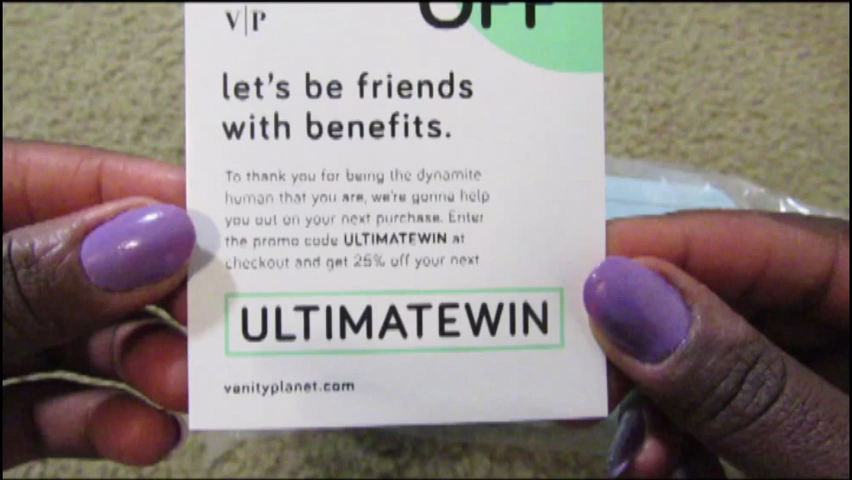 V|P
OFF
let's be friends
with benefits.
To thank you for being the dynamite
human that you are, we're gonna help
you out on your next purchase. Enter
the promo code ULTIMATEWIN at
checkout and get 25% off your next
ULTIMATEWIN
vanityplanet.com